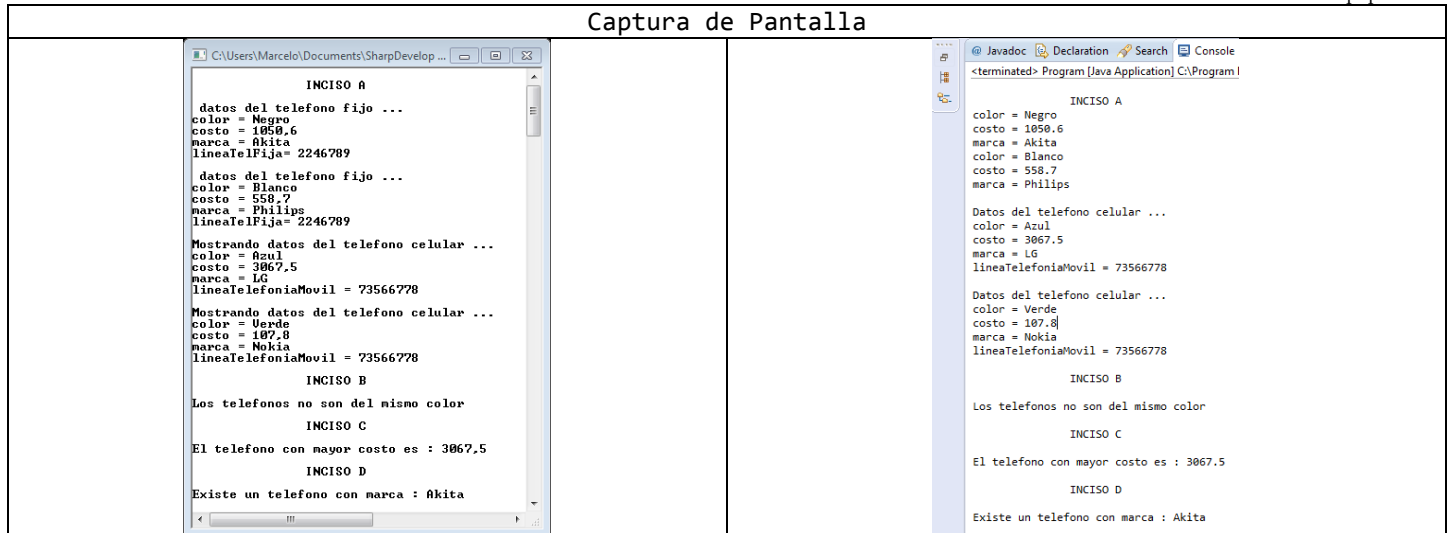 Captura de Pantalla
C:\Users\Marcelo\Documents\SharpDevelop ...
INCISO A
datos del telefono fijo ...
color = Negro
costo = 1050,6
marca = Akita
lineaTelFija= 2246789
datos del telefono fijo ...
color = Blanco
costo = 558,7
marca = Philips
lineaTelFija= 2246789
Mostrando datos del telefono celular ...
color = Azul
costo = 3067,5
marca = LG
lineaTelefoniaMovil = 73566778
Mostrando datos del telefono celular ...
color = Verde
costo = 107,8
marca = Nokia
lineaTelefoniaMovil = 73566778
INCISO B
Los telefonos no son del mismo color
INCISO C
El telefono con mayor costo es : 3067,5
INCISO D
Existe un telefono con marca : Akita
@ Javadoc Declaration Search Console
<terminated> Program [Java Application] C:\Program
INCISO A
color = Negro
costo = 1050.6
marca = Akita
color = Blanco
costo = 558.7
marca = Philips
Datos del telefono celular ...
color = Azul
costo = 3067.5
marca = LG
lineaTelefoniaMovil = 73566778
Datos del telefono celular ...
color = Verde
costo = 107.8
marca = Nokia
lineaTelefoniaMovil = 73566778
INCISO B
Los telefonos no son del mismo color
INCISO C
El telefono con mayor costo es : 3067.5
INCISO D
Existe un telefono con marca : Akita